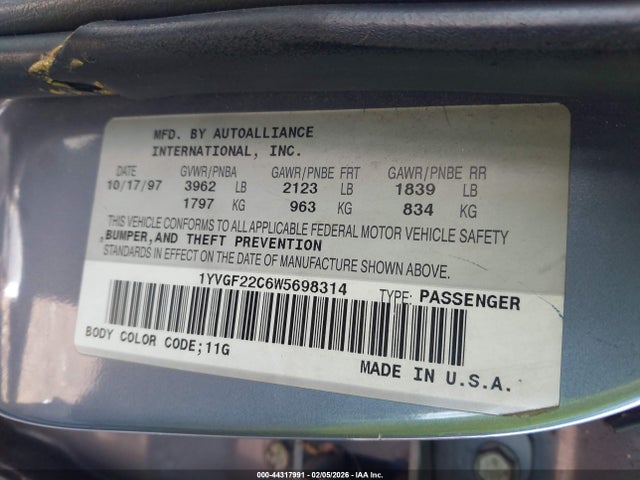 MFD. BY AUTOALLIANCE
INTERNATIONAL, INC.
DATE GVWR/PNBA GAWR/PNBE FRT GAWR/PNBE RR
10/17/97 3962 LB 2123 LB 1839 LB
1797 KG 963 KG 834 KG
THIS VEHICLE CONFORMS TO ALL APPLICABLE FEDERAL MOTOR VEHICLE SAFETY
,BUMPER,AND THEFT PREVENTION
STANDARDS IN EFFECT ON THE DATE OF MANUFACTURE SHOWN ABOVE.
1YVGF22C6W5698314 TYPE: PASSENGER
BODY COLOR CODE;11G
MADE IN U.S.A.
000-44317991 - 02/05/2026 - IAA Inc.